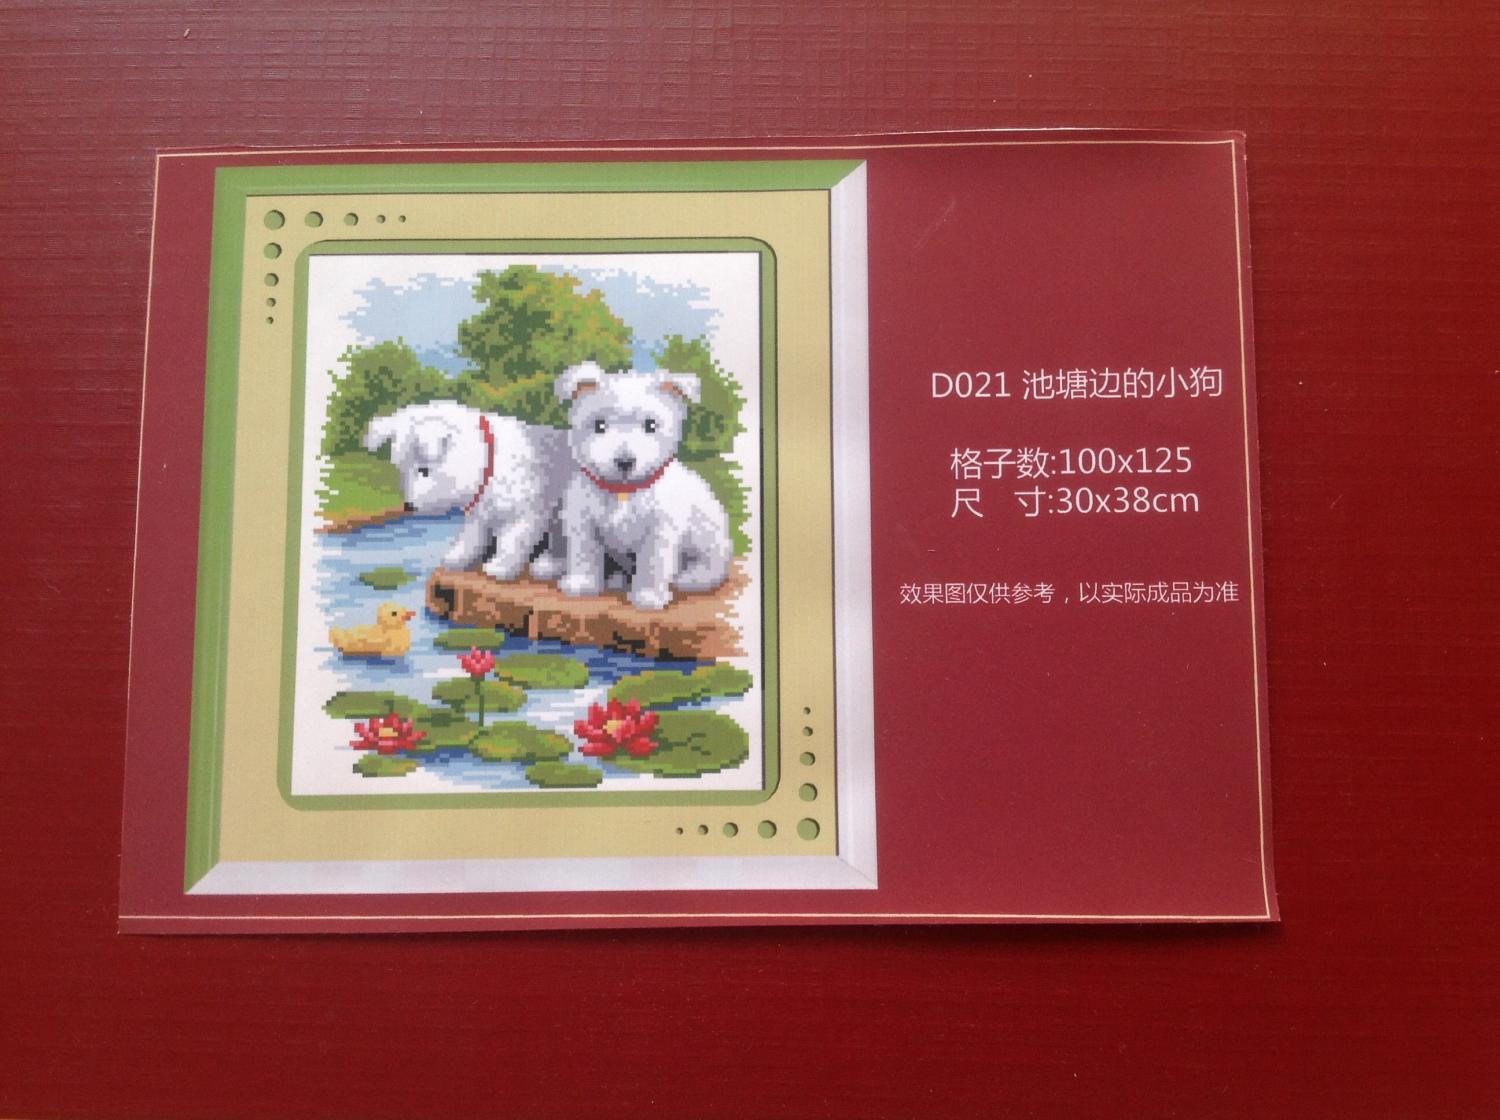 D021 池塘边的小狗
格子数:100x125
尺 寸:30x38cm
效果图仅供参考，以实际成品为准